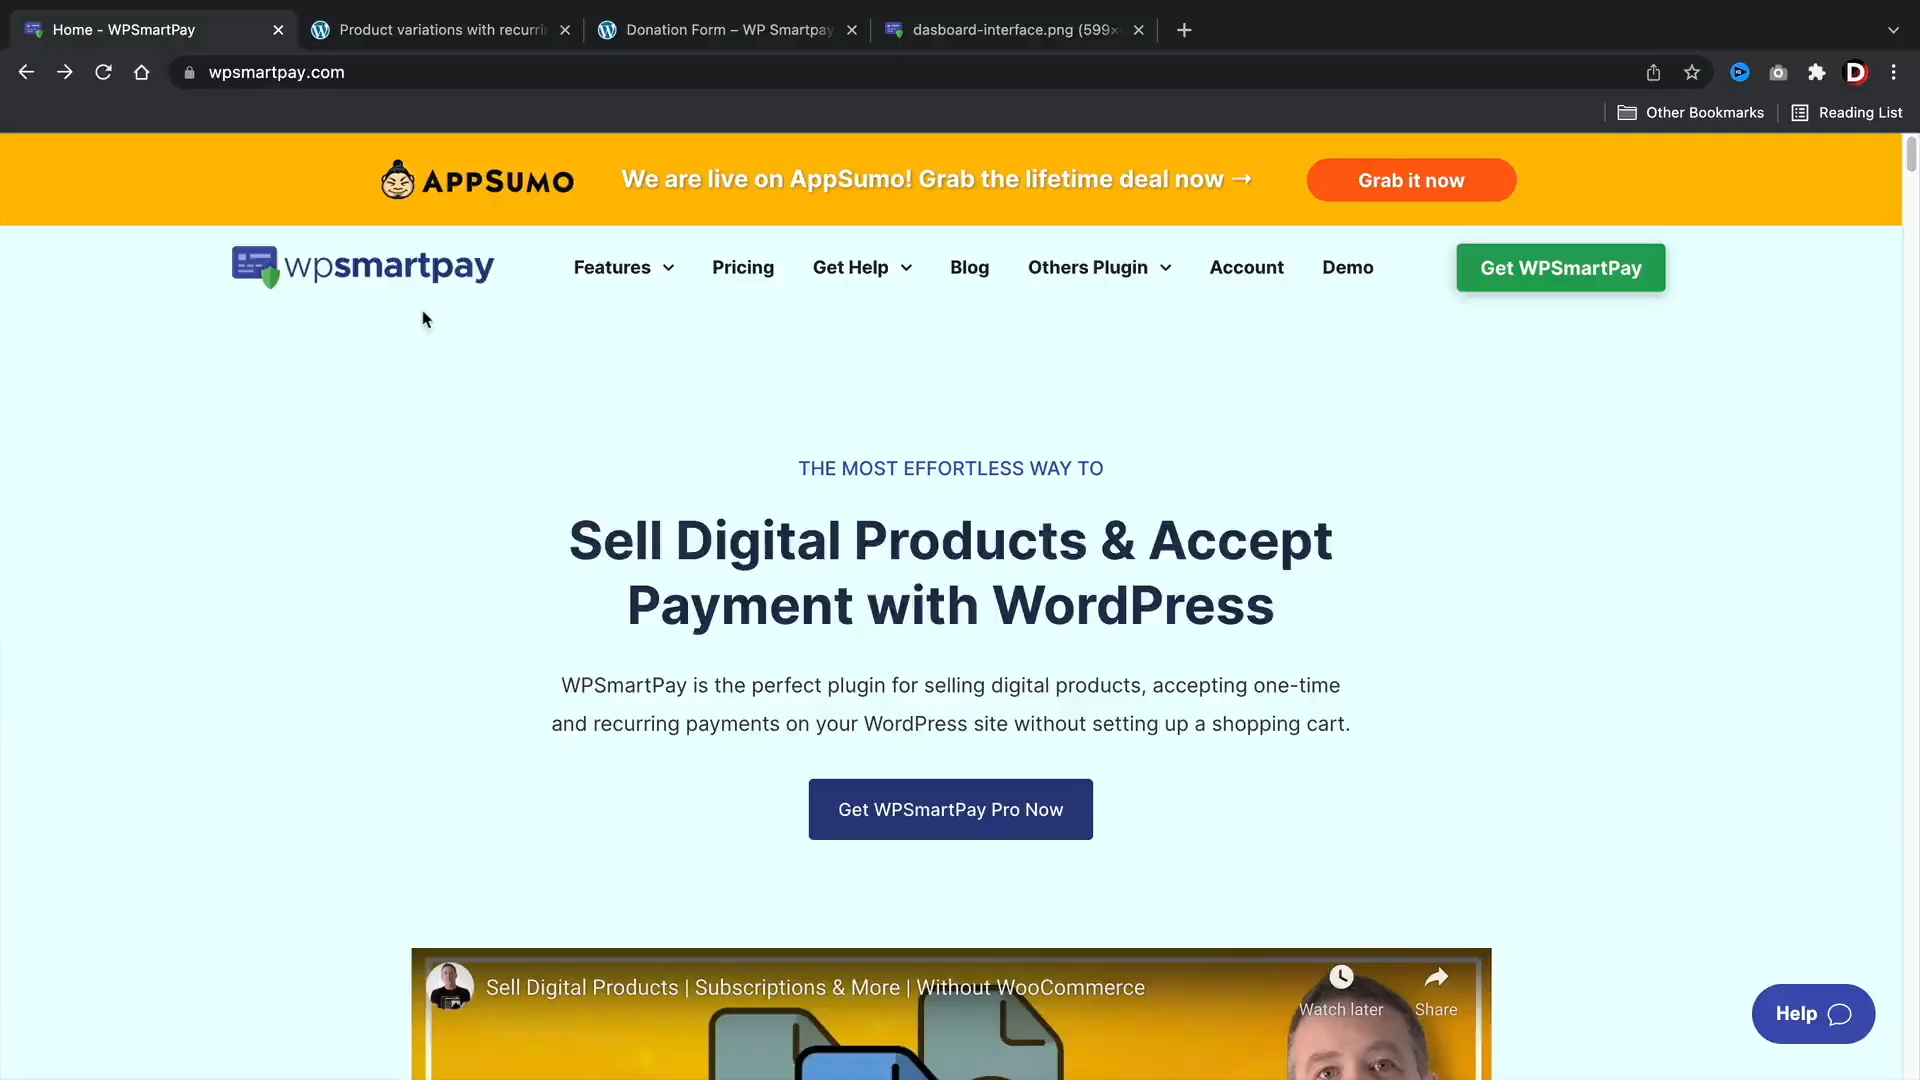 Home - WPSmartPay
Product variations with recurri
Donation Form – WP Smartpay
dasboard-interface.png (599×
wpsmartpay.com
Other Bookmarks
Reading List
APPSUMO
We are live on AppSumo! Grab the lifetime deal now →
Grab it now
wpsmartpay
Features
Pricing
Get Help
Blog
Others Plugin
Account
Demo
Get WPSmartPay
THE MOST EFFORTLESS WAY TO
Sell Digital Products & Accept
Payment with WordPress
WPSmartPay is the perfect plugin for selling digital products, accepting one-time
and recurring payments on your WordPress site without setting up a shopping cart.
Get WPSmartPay Pro Now
Sell Digital Products | Subscriptions & More | Without WooCommerce
Watch later
Share
Help